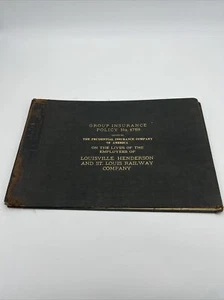 GROUP INSURANCE
POLICY No. 6788
THE PRUDENTIAL INSURANCE COMPANY
OF AMERICA
ON THE LIVES OF THE
EMPLOYEES OF
LOUISVILLE HENDERSON
AND ST. LOUIS RAILWAY
COMPANY